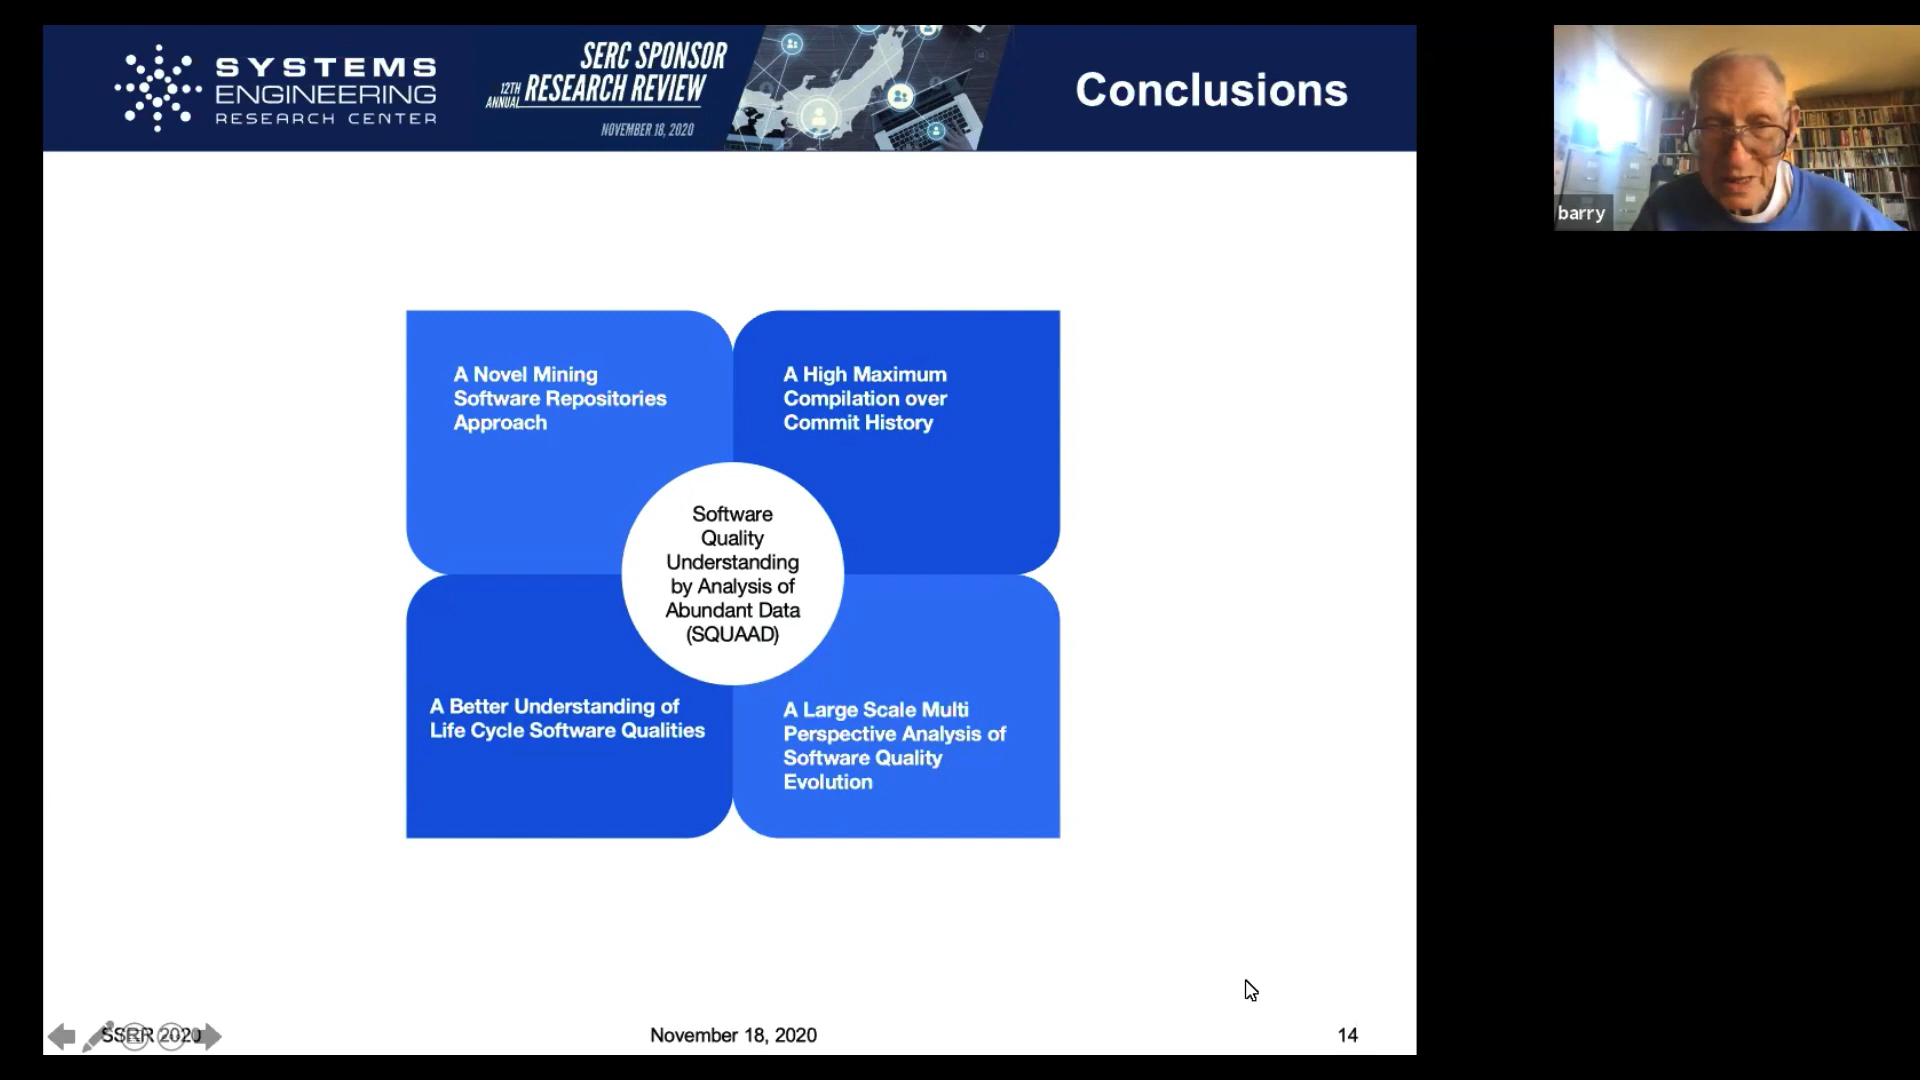 SYSTEMS
ENGINEERING
RESEARCH CENTER
SERC SPONSOR
12TH
ANNUAL
RESEARCH REVIEW
NOVEMBER 18, 2020
Conclusions
barry
A Novel Mining
Software Repositories
Approach
A High Maximum
Compilation over
Commit History
Software
Quality
Understanding
by Analysis of
Abundant Data
(SQUAAD)
A Better Understanding of
Life Cycle Software Qualities
A Large Scale Multi
Perspective Analysis of
Software Quality
Evolution
SSRR 2020
November 18, 2020
14